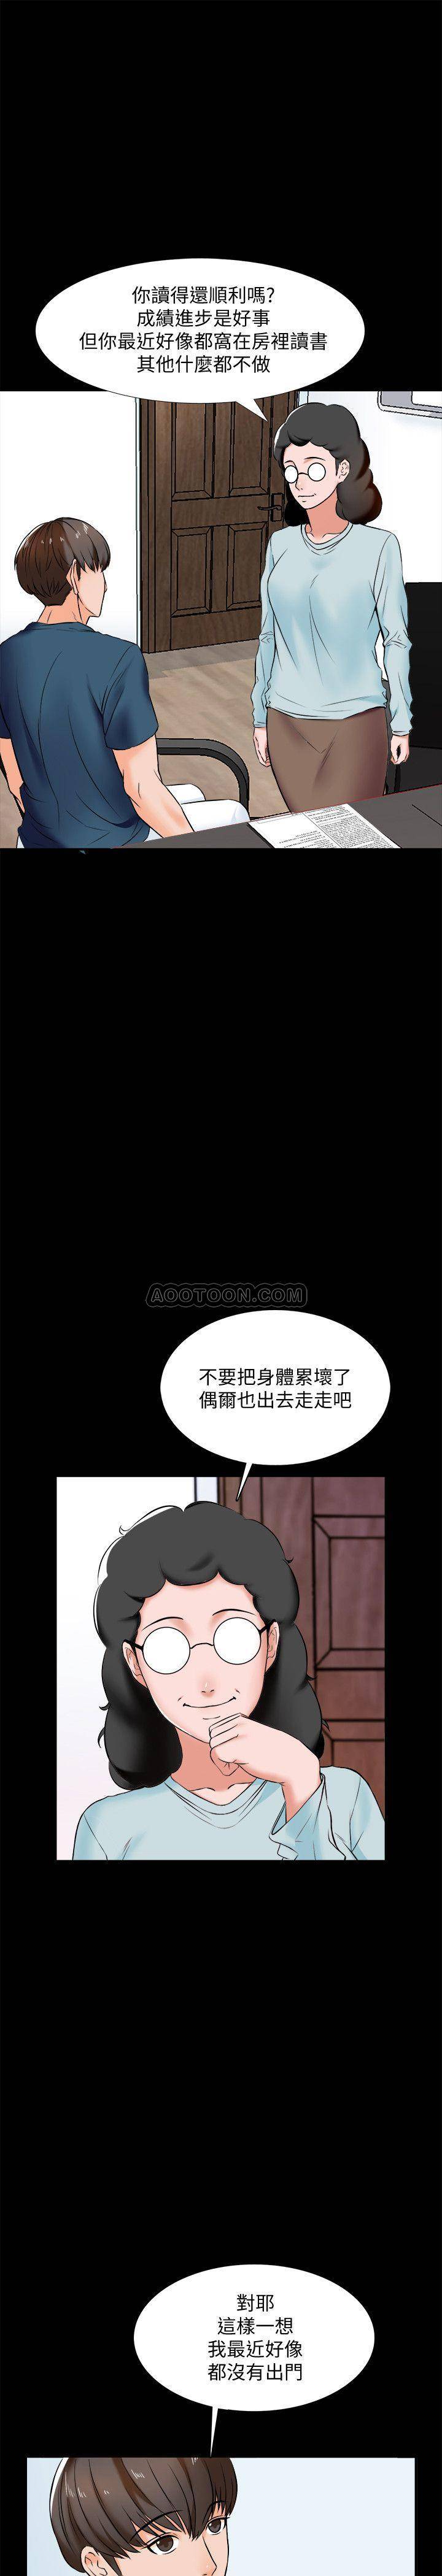 你讀得還順利嗎?
成績進步是好事
但你最近好像都窩在房裡讀書
其他什麼都不做
AOOTOON.COM
不要把身體累壞了
偶爾也出去走走吧
對耶
這樣一想
我最近好像
都沒有出門